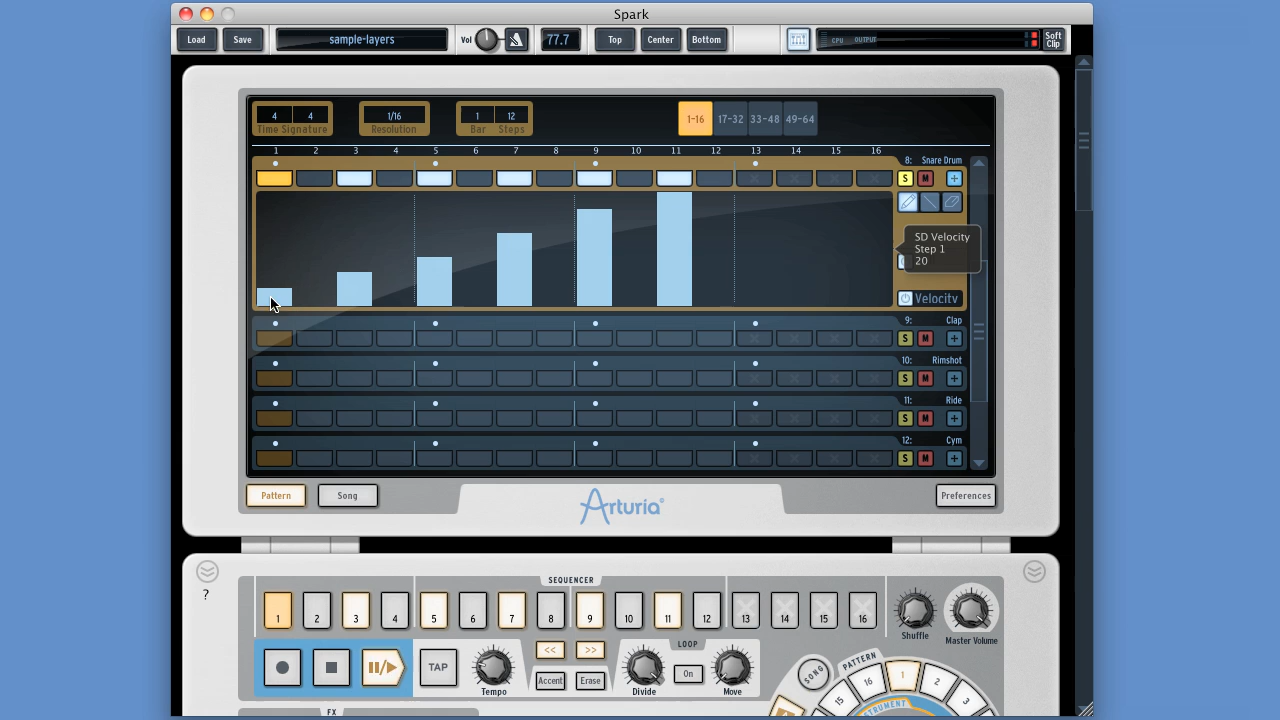 Spark
Load Save sample-layers Vol 77.7 Top Center Bottom CPU OUTPUT Soft Clip
4 4 1/16 1 12 1-16 17-32 33-48 49-64
Time Signature Resolution Bar Steps
1 2 3 4 5 6 7 8 9 10 11 12 13 14 15 16
8: Snare Drum
S M +
SD Velocity
Step 1
20
Velocity
9: Clap
S M +
10: Rimshot
S M +
11: Ride
S M +
12: Cym
S M +
Pattern Song Arturia Preferences
SEQUENCER
?
1 2 3 4 5 6 7 8 9 10 11 12 13 14 15 16
Shuffle Master Volume
LOOP
<< >>
TAP On
Accent Erase
Tempo Divide Move
SONG PATTERN
15 16 1 2 3
FX